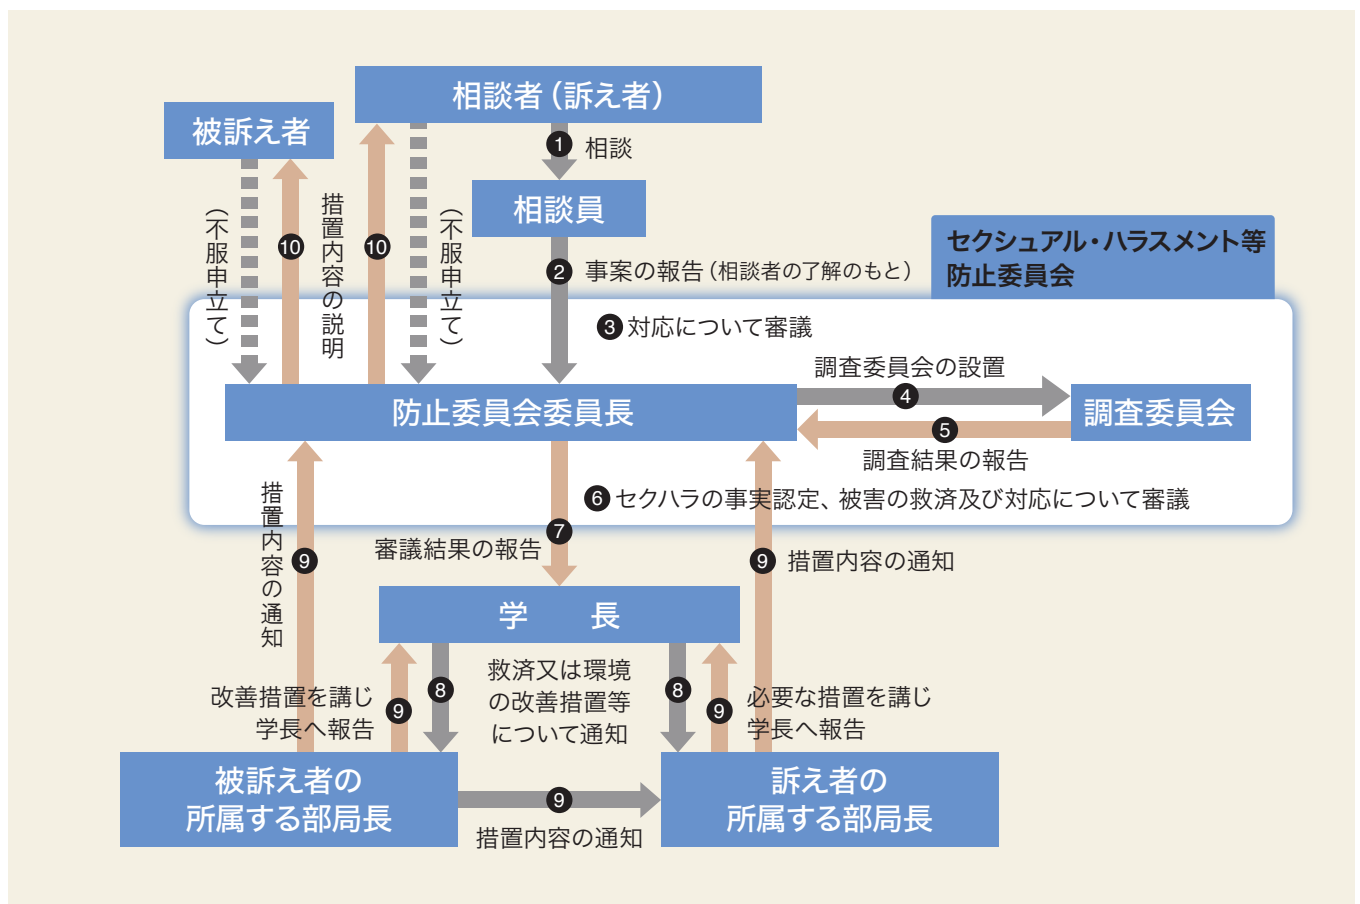 相談者（訴え者）
被訴え者
❶ 相談
相談員
（不服申立て）
❿
措置内容の説明
❿
（不服申立て）
❷ 事案の報告（相談者の了解のもと）
セクシュアル・ハラスメント等
防止委員会
❸ 対応について審議
調査委員会の設置
❹
防止委員会委員長
調査委員会
❺
調査結果の報告
❻ セクハラの事実認定、被害の救済及び対応について審議
措置内容の通知
❾
❼
審議結果の報告
❾ 措置内容の通知
学　　長
改善措置を講じ
学長へ報告
❾
❽
救済又は環境
の改善措置等
について通知
❽
❾
必要な措置を講じ
学長へ報告
被訴え者の
所属する部局長
❾
措置内容の通知
訴え者の
所属する部局長